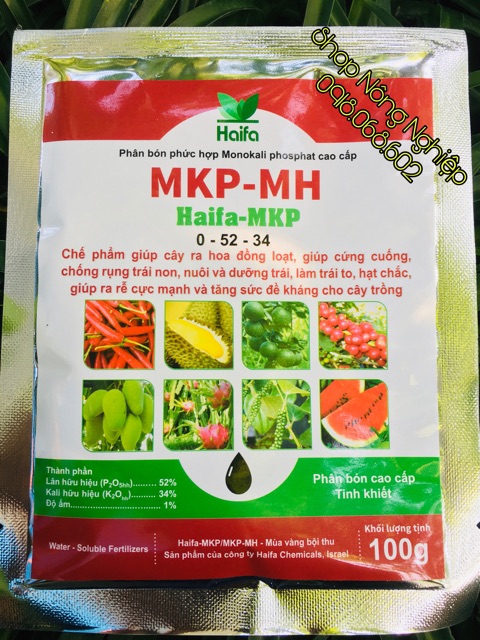 Shop Nông Nghiệp
0918.068.602
Haifa
Phân bón phức hợp Monokali phosphat cao cấp
MKP-MH
Haifa-MKP
0 - 52 - 34
Chế phẩm giúp cây ra hoa đồng loạt, giúp cứng cuống,
chống rụng trái non, nuôi và dưỡng trái, làm trái to, hạt chắc,
giúp ra rễ cực mạnh và tăng sức đề kháng cho cây trồng
Thành phần
Lân hữu hiệu (P₂O₅hh)......... 52%
Kali hữu hiệu (K₂Ohh).......... 34%
Độ ẩm.................................. 1%
Phân bón cao cấp
Tinh khiết
Water - Soluble Fertilizers
Haifa-MKP/MKP-MH - Mùa vàng bội thu
Sản phẩm của công ty Haifa Chemicals, Israel
Khối lượng tịnh
100g